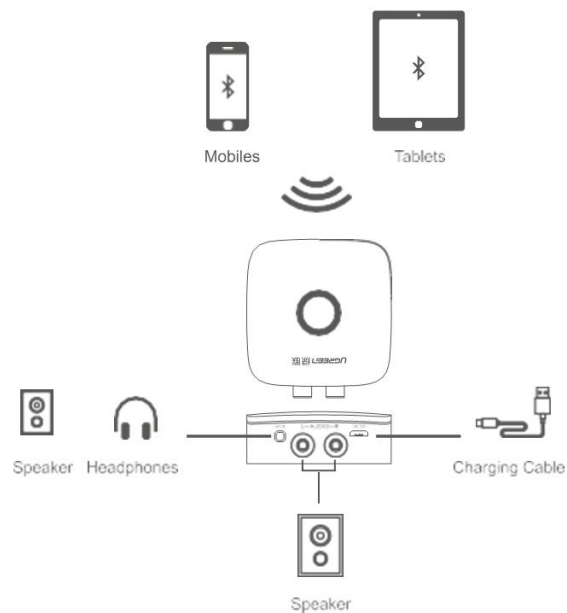 Mobiles
Tablets
UGREEN 绿联
Speaker
Headphones
Charging Cable
Speaker